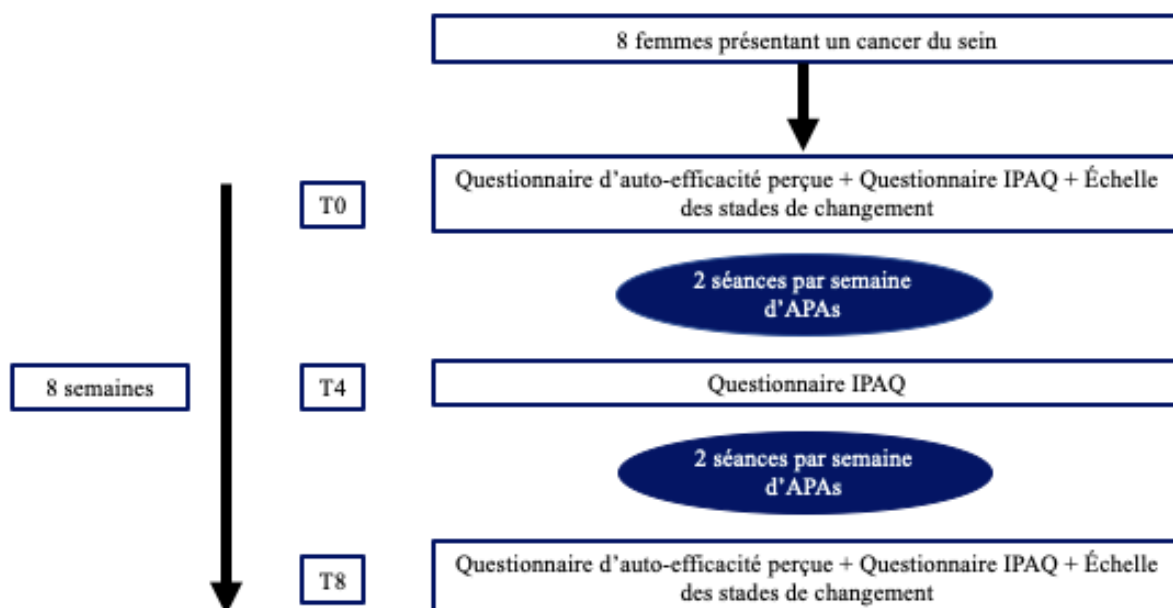 8 femmes présentant un cancer du sein
T0
Questionnaire d'auto-efficacité perçue + Questionnaire IPAQ + Échelle
des stades de changement
2 séances par semaine
d'APAs
8 semaines
T4
Questionnaire IPAQ
2 séances par semaine
d'APAs
T8
Questionnaire d'auto-efficacité perçue + Questionnaire IPAQ + Échelle
des stades de changement